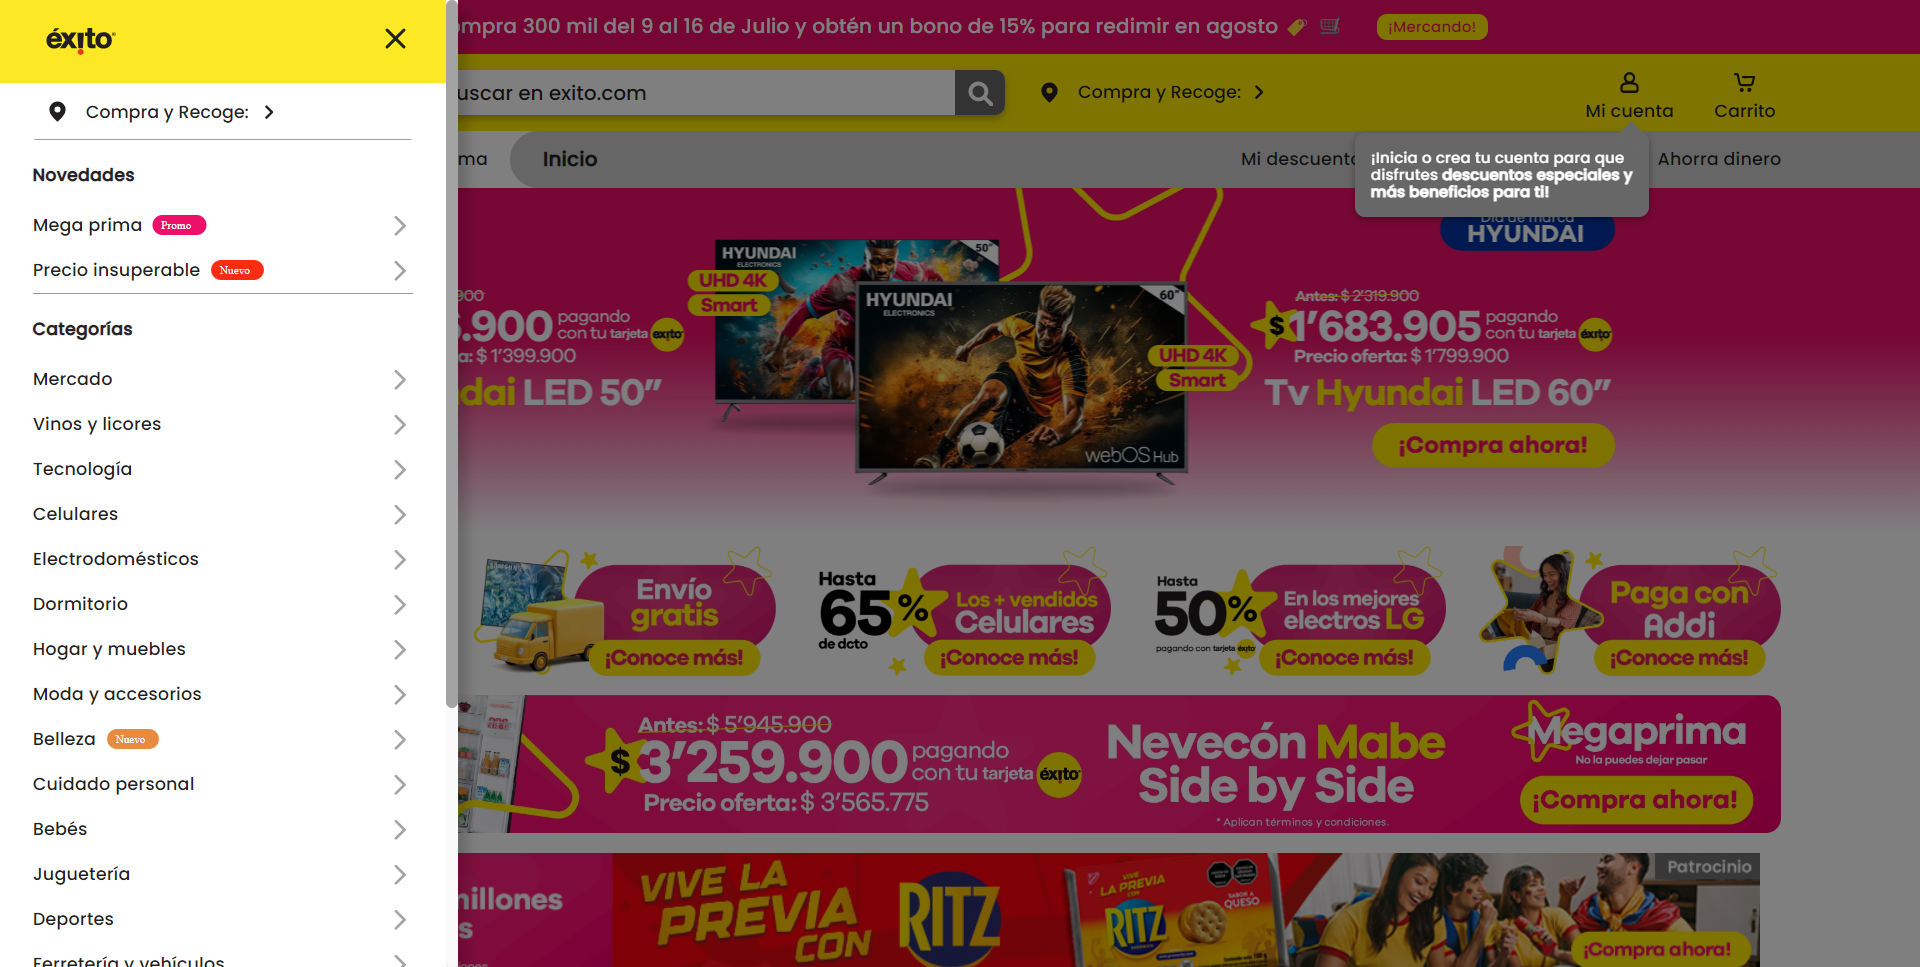 éxito
Compra y Recoge:
Novedades
Mega prima Promo
Precio insuperable Nuevo
Categorías
Mercado
Vinos y licores
Tecnología
Celulares
Electrodomésticos
Dormitorio
Hogar y muebles
Moda y accesorios
Belleza Nuevo
Cuidado personal
Bebés
Juguetería
Deportes
Ferretería y vehículos
mpra 300 mil del 9 al 16 de Julio y obtén un bono de 15% para redimir en agosto
¡Mercando!
uscar en exito.com
Compra y Recoge:
Mi cuenta
Carrito
ma
Inicio
Mi descuento
Ahorra dinero
¡Inicia o crea tu cuenta para que
disfrutes descuentos especiales y
más beneficios para ti!
Día de marca
HYUNDAI
900
.900 pagando
con tu tarjeta éxito
a: $ 1'399.900
dai LED 50”
HYUNDAI
ELECTRONICS
50"
UHD 4K
Smart
HYUNDAI
ELECTRONICS
60"
UHD 4K
Smart
webOS Hub
Antes: $ 2'319.900
$ 1'683.905 pagando
con tu tarjeta éxito
Precio oferta: $ 1'799.900
Tv Hyundai LED 60”
¡Compra ahora!
SAMSUNG
Envío
gratis
¡Conoce más!
Hasta
65%
de dcto
Los + vendidos
Celulares
¡Conoce más!
Hasta
50%
pagando con tu tarjeta éxito
En los mejores
electros LG
¡Conoce más!
Paga con
Addi
¡Conoce más!
Antes: $ 5'945.900
$ 3'259.900 pagando
con tu tarjeta éxito
Precio oferta: $ 3'565.775
Nevecón Mabe
Side by Side
* Aplican términos y condiciones.
Megaprima
No la puedes dejar pasar
¡Compra ahora!
illones
s
iones
VIVE LA
PREVIA
CON
RITZ
VIVE LA
PREVIA
CON
RITZ
SABOR A
QUESO
Patrocinio
¡Compra ahora!